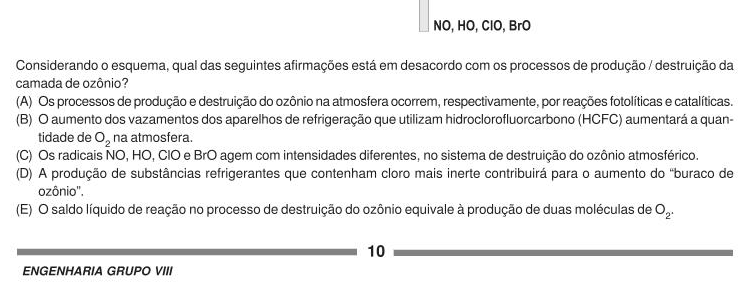 NO, HO, ClO, BrO
Considerando o esquema, qual das seguintes afirmações está em desacordo com os processos de produção / destruição da
camada de ozônio?
(A) Os processos de produção e destruição do ozônio na atmosfera ocorrem, respectivamente, por reações fotolíticas e catalíticas.
(B) O aumento dos vazamentos dos aparelhos de refrigeração que utilizam hidroclorofluorcarbono (HCFC) aumentará a quan-
tidade de O2 na atmosfera.
(C) Os radicais NO, HO, ClO e BrO agem com intensidades diferentes, no sistema de destruição do ozônio atmosférico.
(D) A produção de substâncias refrigerantes que contenham cloro mais inerte contribuirá para o aumento do “buraco de
ozônio”.
(E) O saldo líquido de reação no processo de destruição do ozônio equivale à produção de duas moléculas de O2.
10
ENGENHARIA GRUPO VIII